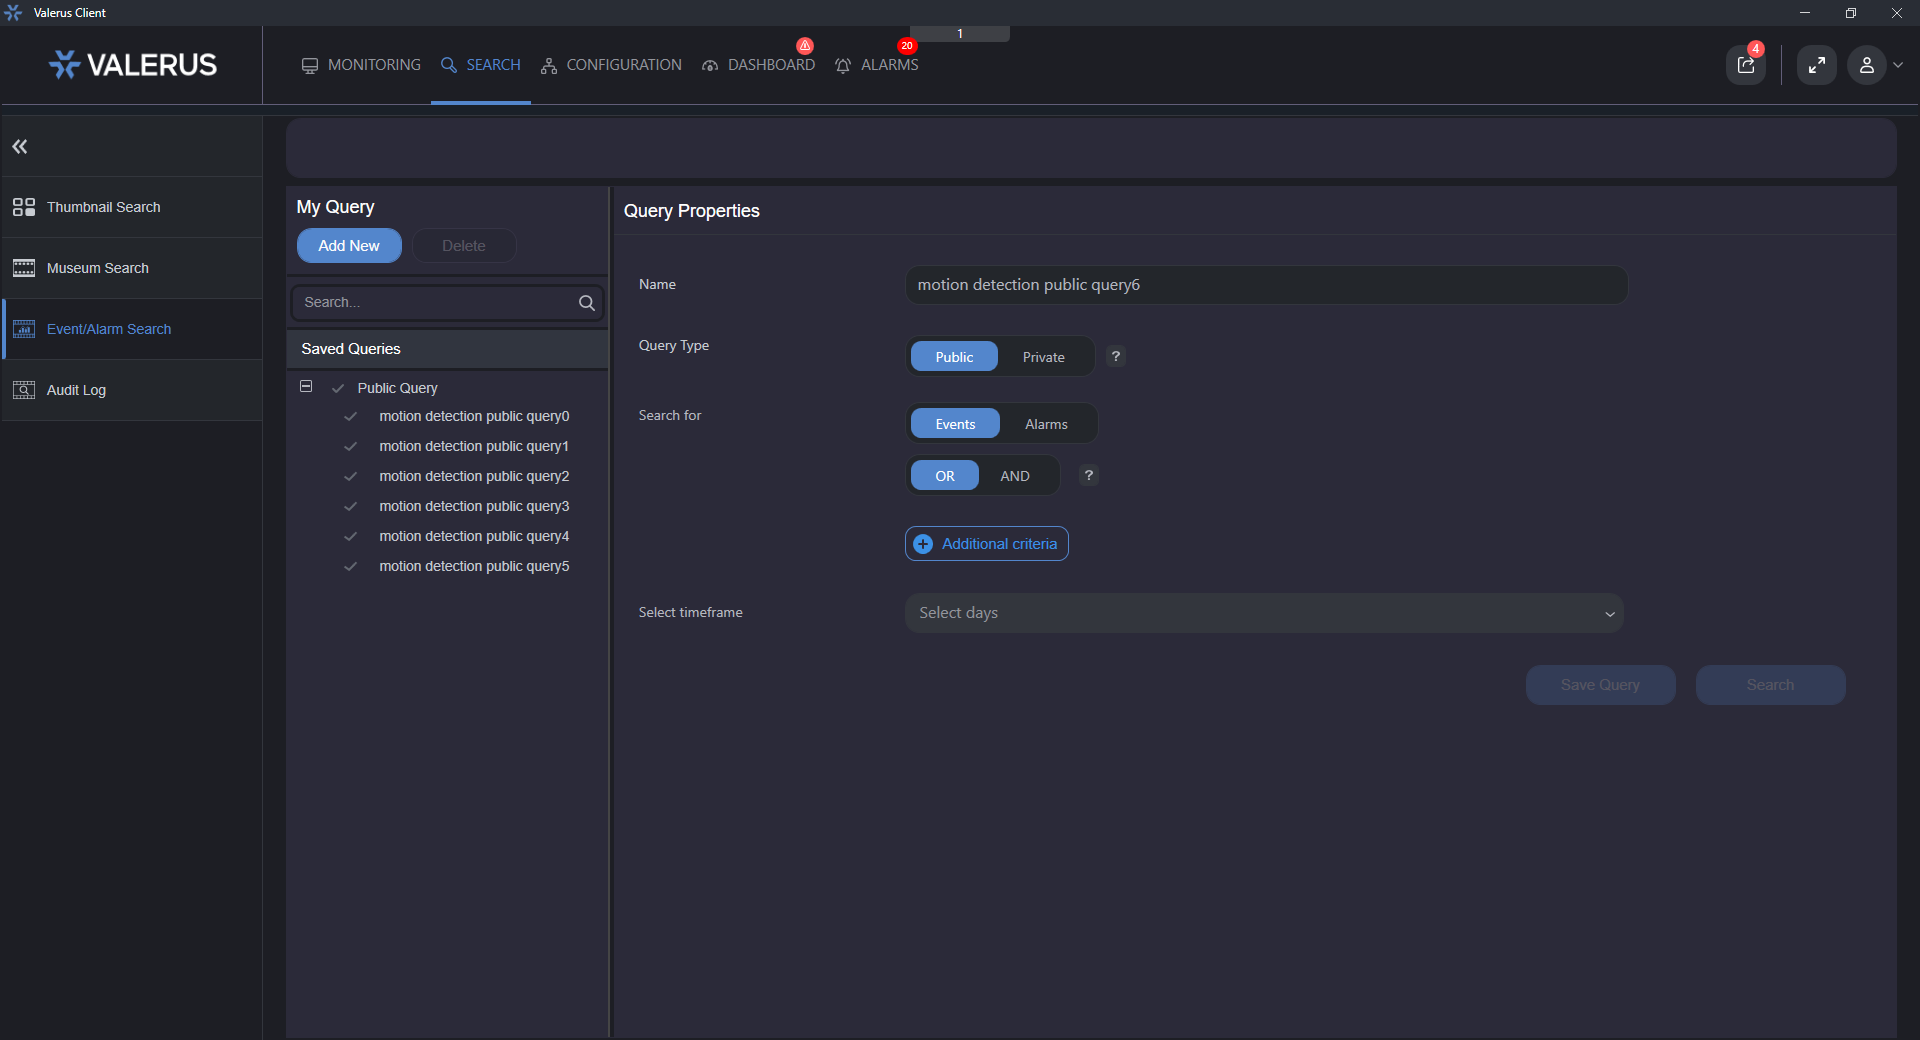 Valerus Client
1
VALERUS
MONITORING
SEARCH
CONFIGURATION
DASHBOARD
20
ALARMS
4
Thumbnail Search
Museum Search
Event/Alarm Search
Audit Log
My Query
Add New
Delete
Search...
Saved Queries
Public Query
motion detection public query0
motion detection public query1
motion detection public query2
motion detection public query3
motion detection public query4
motion detection public query5
Query Properties
Name
motion detection public query6
Query Type
Public
Private
?
Search for
Events
Alarms
OR
AND
?
Additional criteria
Select timeframe
Select days
Save Query
Search